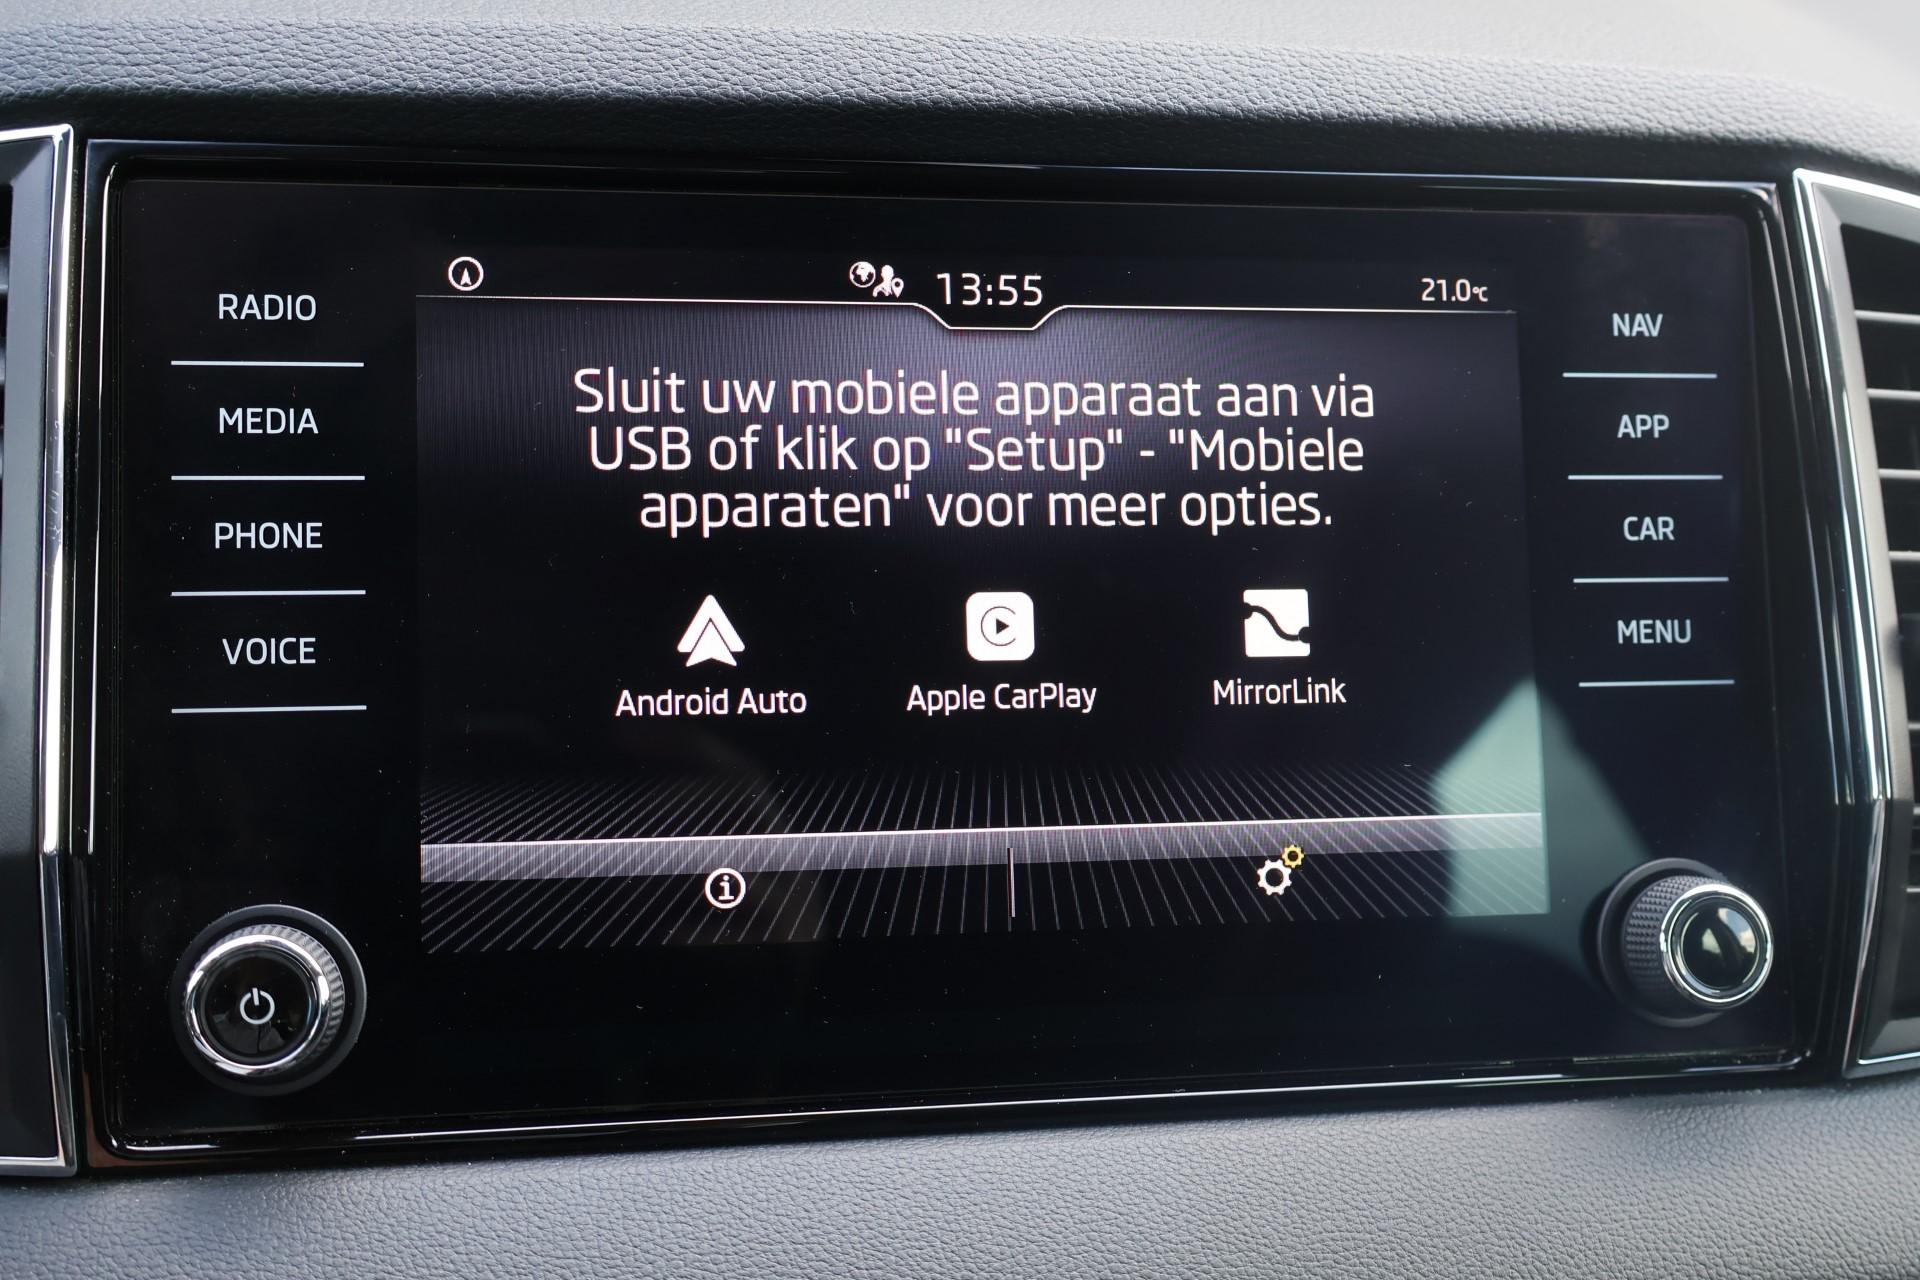 13:55
21.0°C
RADIO
MEDIA
PHONE
VOICE
Sluit uw mobiele apparaat aan via
USB of klik op "Setup" - "Mobiele
apparaten" voor meer opties.
Android Auto
Apple CarPlay
MirrorLink
NAV
APP
CAR
MENU